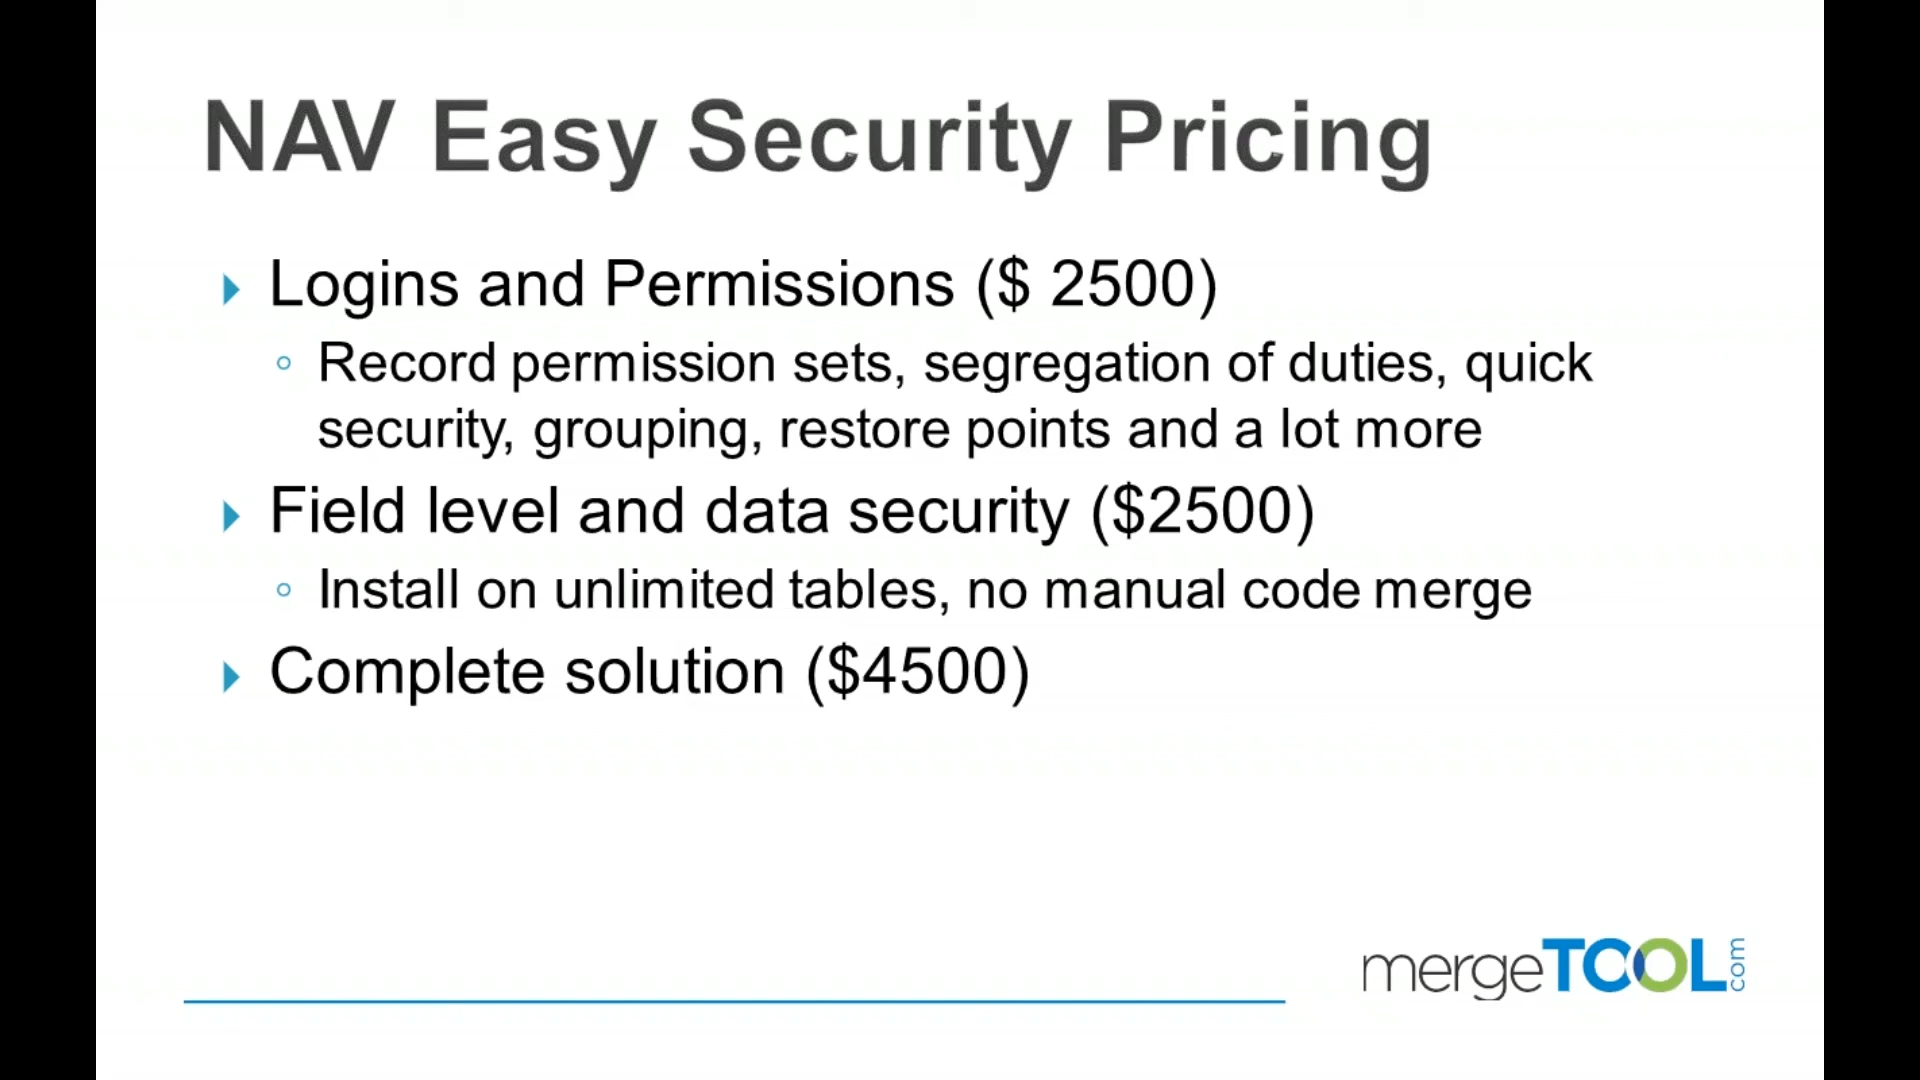 NAV Easy Security Pricing
Logins and Permissions ($ 2500)
Record permission sets, segregation of duties, quick
security, grouping, restore points and a lot more
Field level and data security ($2500)
Install on unlimited tables, no manual code merge
Complete solution ($4500)
mergeTOOL.com